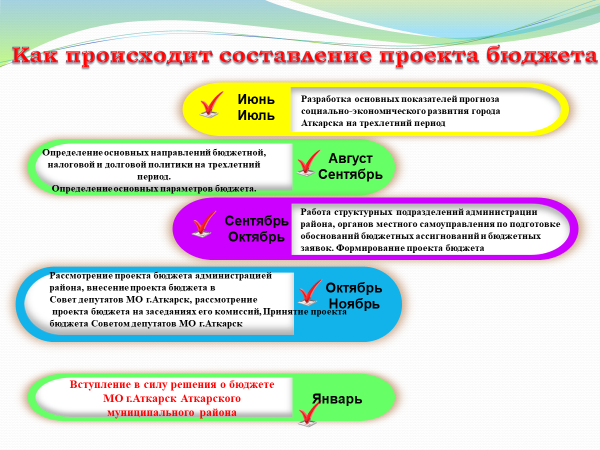 Как происходит составление проекта бюджета
Июнь
Июль
Разработка основных показателей прогноза
социально-экономического развития города
Аткарска на трехлетний период
Определение основных направлений бюджетной,
налоговой и долговой политики на трехлетний
период.
Определение основных параметров бюджета.
Август
Сентябрь
Сентябрь
Октябрь
Работа структурных подразделений администрации
района, органов местного самоуправления по подготовке
обоснований бюджетных ассигнований и бюджетных
заявок. Формирование проекта бюджета
Рассмотрение проекта бюджета администрацией
района, внесение проекта бюджета в
Совет депутатов МО г.Аткарск, рассмотрение
проекта бюджета на заседаниях его комиссий, Принятие проекта
бюджета Советом депутатов МО г.Аткарск
Октябрь
Ноябрь
Вступление в силу решения о бюджете
МО г.Аткарск Аткарского
муниципального района
Январь